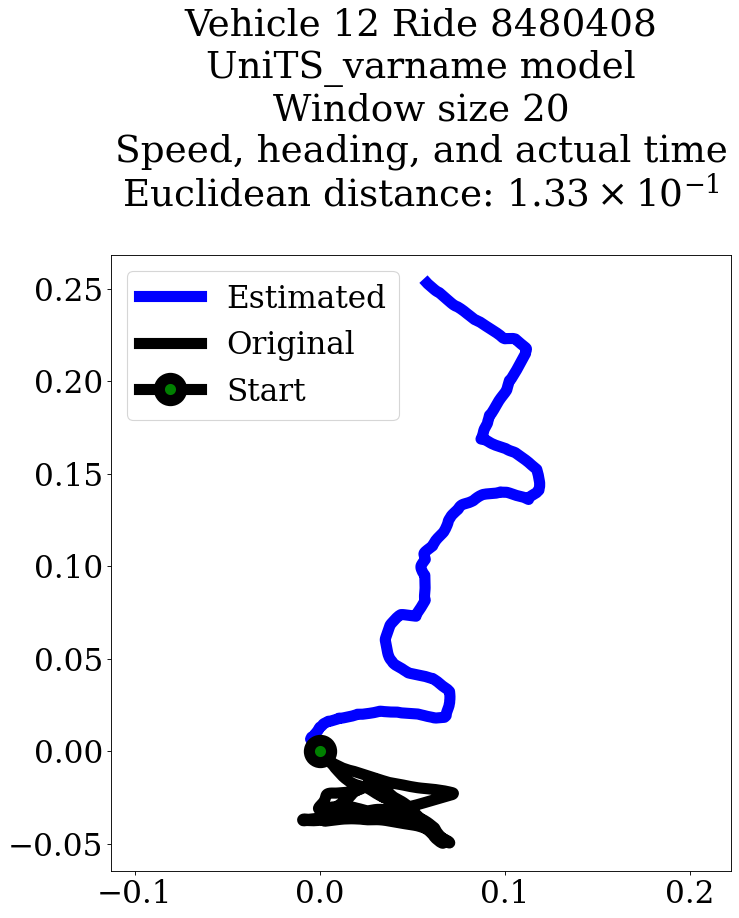 Vehicle 12 Ride 8480408
UniTS_varname model
Window size 20
Speed, heading, and actual time
Euclidean distance: 1.33 × 10⁻¹
Estimated
Original
Start
0.25
0.20
0.15
0.10
0.05
0.00
−0.05
−0.1
0.0
0.1
0.2